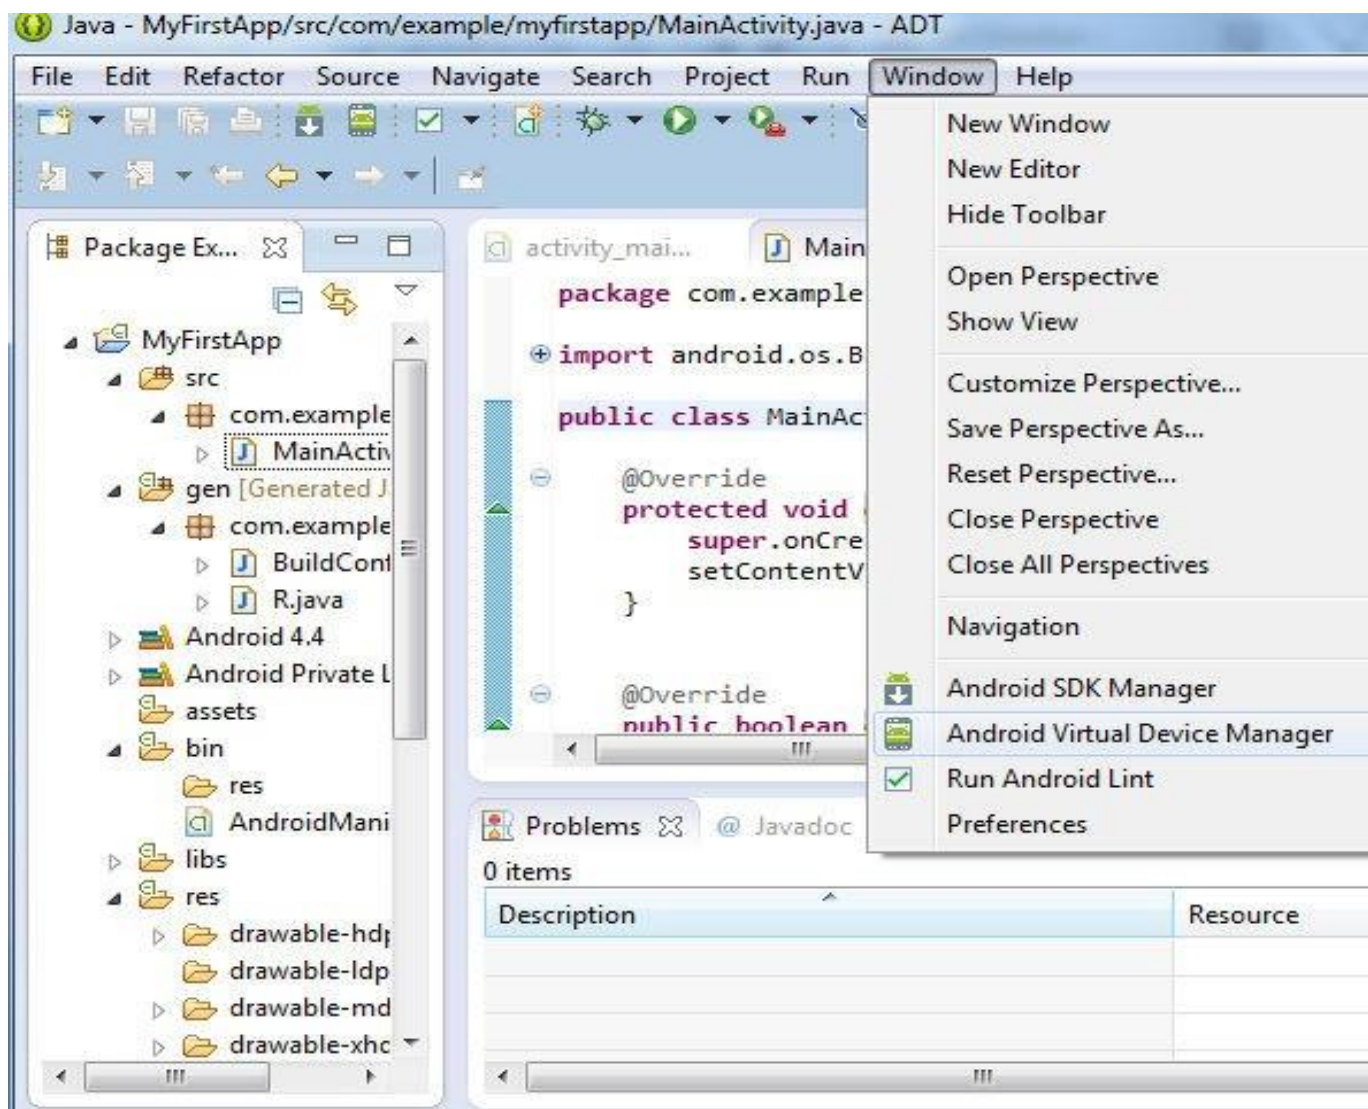 Java - MyFirstApp/src/com/example/myfirstapp/MainActivity.java - ADT
File Edit Refactor Source Navigate Search Project Run Window Help
New Window
New Editor
Hide Toolbar
Open Perspective
Show View
Customize Perspective...
Save Perspective As...
Reset Perspective...
Close Perspective
Close All Perspectives
Navigation
Android SDK Manager
Android Virtual Device Manager
Run Android Lint
Preferences
Package Ex...
MyFirstApp
src
com.example
MainActiv
gen [Generated J
com.example
BuildConf
R.java
Android 4.4
Android Private L
assets
bin
res
AndroidMani
libs
res
drawable-hdp
drawable-ldp
drawable-md
drawable-xhd
activity_mai... Main
package com.example
import android.os.B
public class MainAc
@Override
protected void
super.onCre
setContentV
}
@Override
public boolean
Problems @ Javadoc
0 items
Description Resource